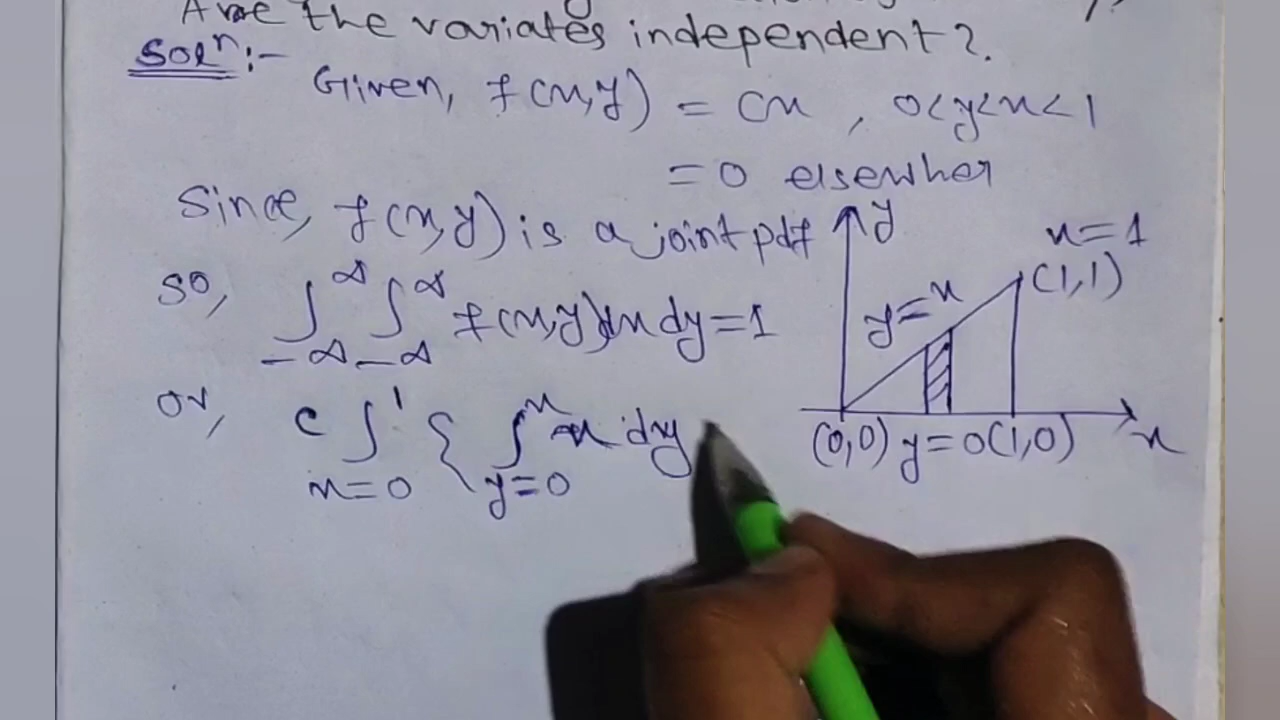 Are the variates independent?
Solⁿ:-
Given, f(x,y) = cx , 0<y<x<1
= 0 elsewher
Since, f(x,y) is a joint pdf
so, ∫_{-∞}^{∞} ∫_{-∞}^{∞} f(x,y)dx dy = 1
or, c ∫_{x=0}^{1} { ∫_{y=0}^{x} x dy
y
x = 1
(1,1)
y = x
(0,0) y = 0 (1,0) x